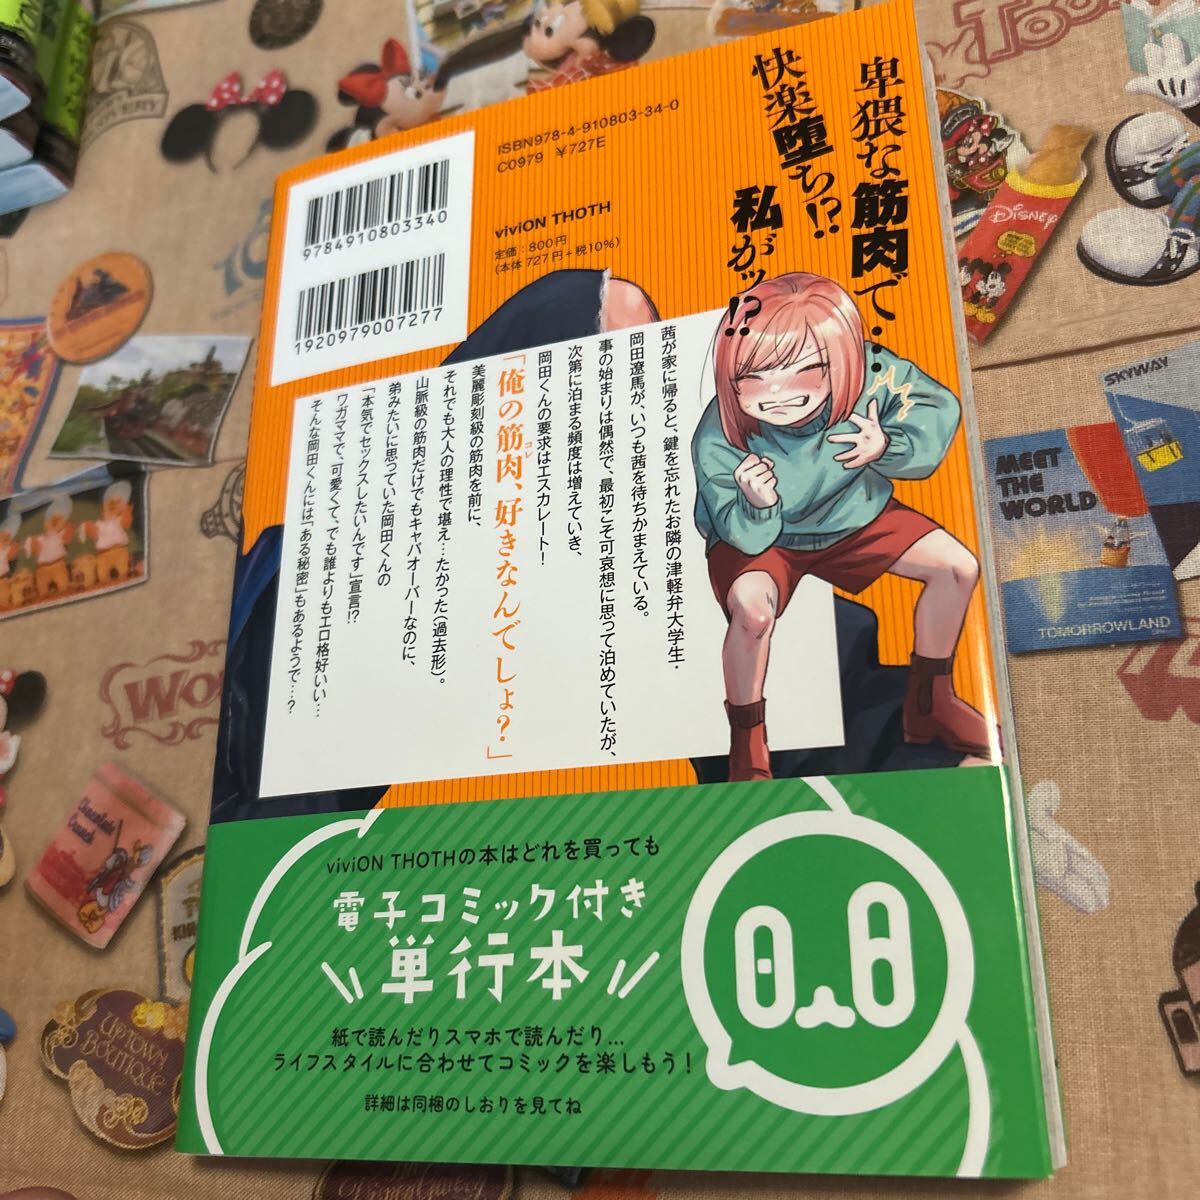 卑猥な筋肉で…
快楽堕ち!?
私がッ!?
ISBN978-4-910803-34-0
C0979 ¥727E
viviON THOTH
定価：800円
(本体 727円+税10%)
9784910803340
1920979007277
茜が家に帰ると、鍵を忘れたお隣の津軽弁大学生・
岡田遼馬が、いつも茜を待ちかまえている。
事の始まりは偶然で、最初こそ可哀想に思って泊めていたが、
次第に泊まる頻度は増えていき、
岡田くんの要求はエスカレート!
「俺の筋肉、好きなんでしょ?」
コレ
美麗彫刻級の筋肉を前に、
それでも大人の理性で堪え…たかった(過去形)。
山脈級の筋肉だけでもキャパオーバーなのに、
弟みたいに思っていた岡田くんの
「本気でセックスしたいんです」宣言!?
ワガママで、可愛くて、でも誰よりもエロ格好いい…
そんな岡田くんには「ある秘密」もあるようで…?
viviON THOTHの本はどれを買っても
電子コミック付き
単行本
紙で読んだりスマホで読んだり...
ライフスタイルに合わせてコミックを楽しもう!
詳細は同梱のしおりを見てね
DISNEY
SKYWAY
MEET
THE
WORLD
TOMORROWLAND
Chocolate
Crunch
UPTOWN
BOUTIQUE